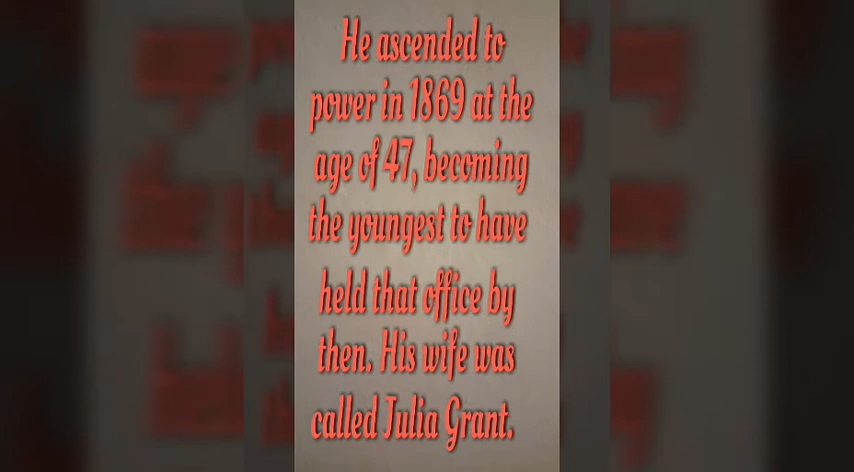 He ascended to
power in 1869 at the
age of 47, becoming
the youngest to have
held that office by
then. His wife was
called Julia Grant.